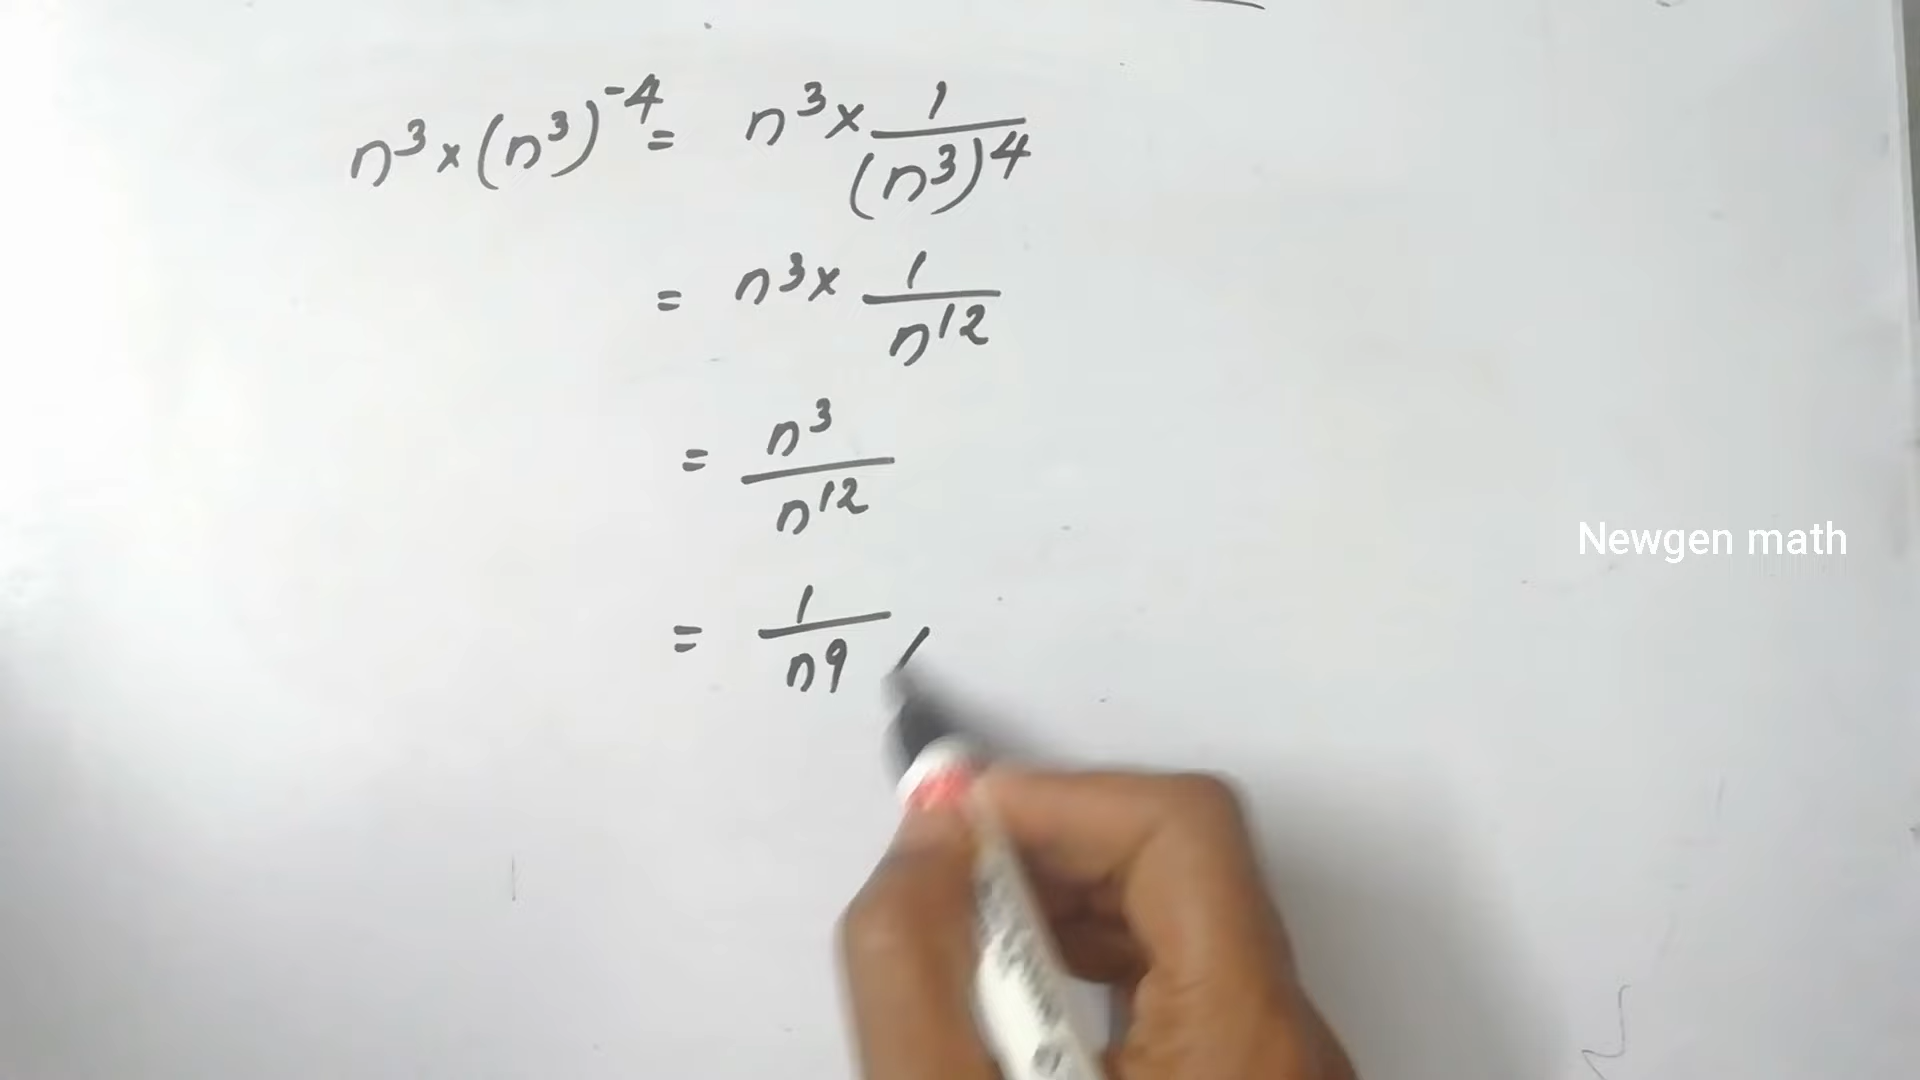 n³×(n³)⁻⁴ = n³×1/(n³)⁴
= n³×1/n¹²
= n³/n¹²
= 1/n⁹
Newgen math